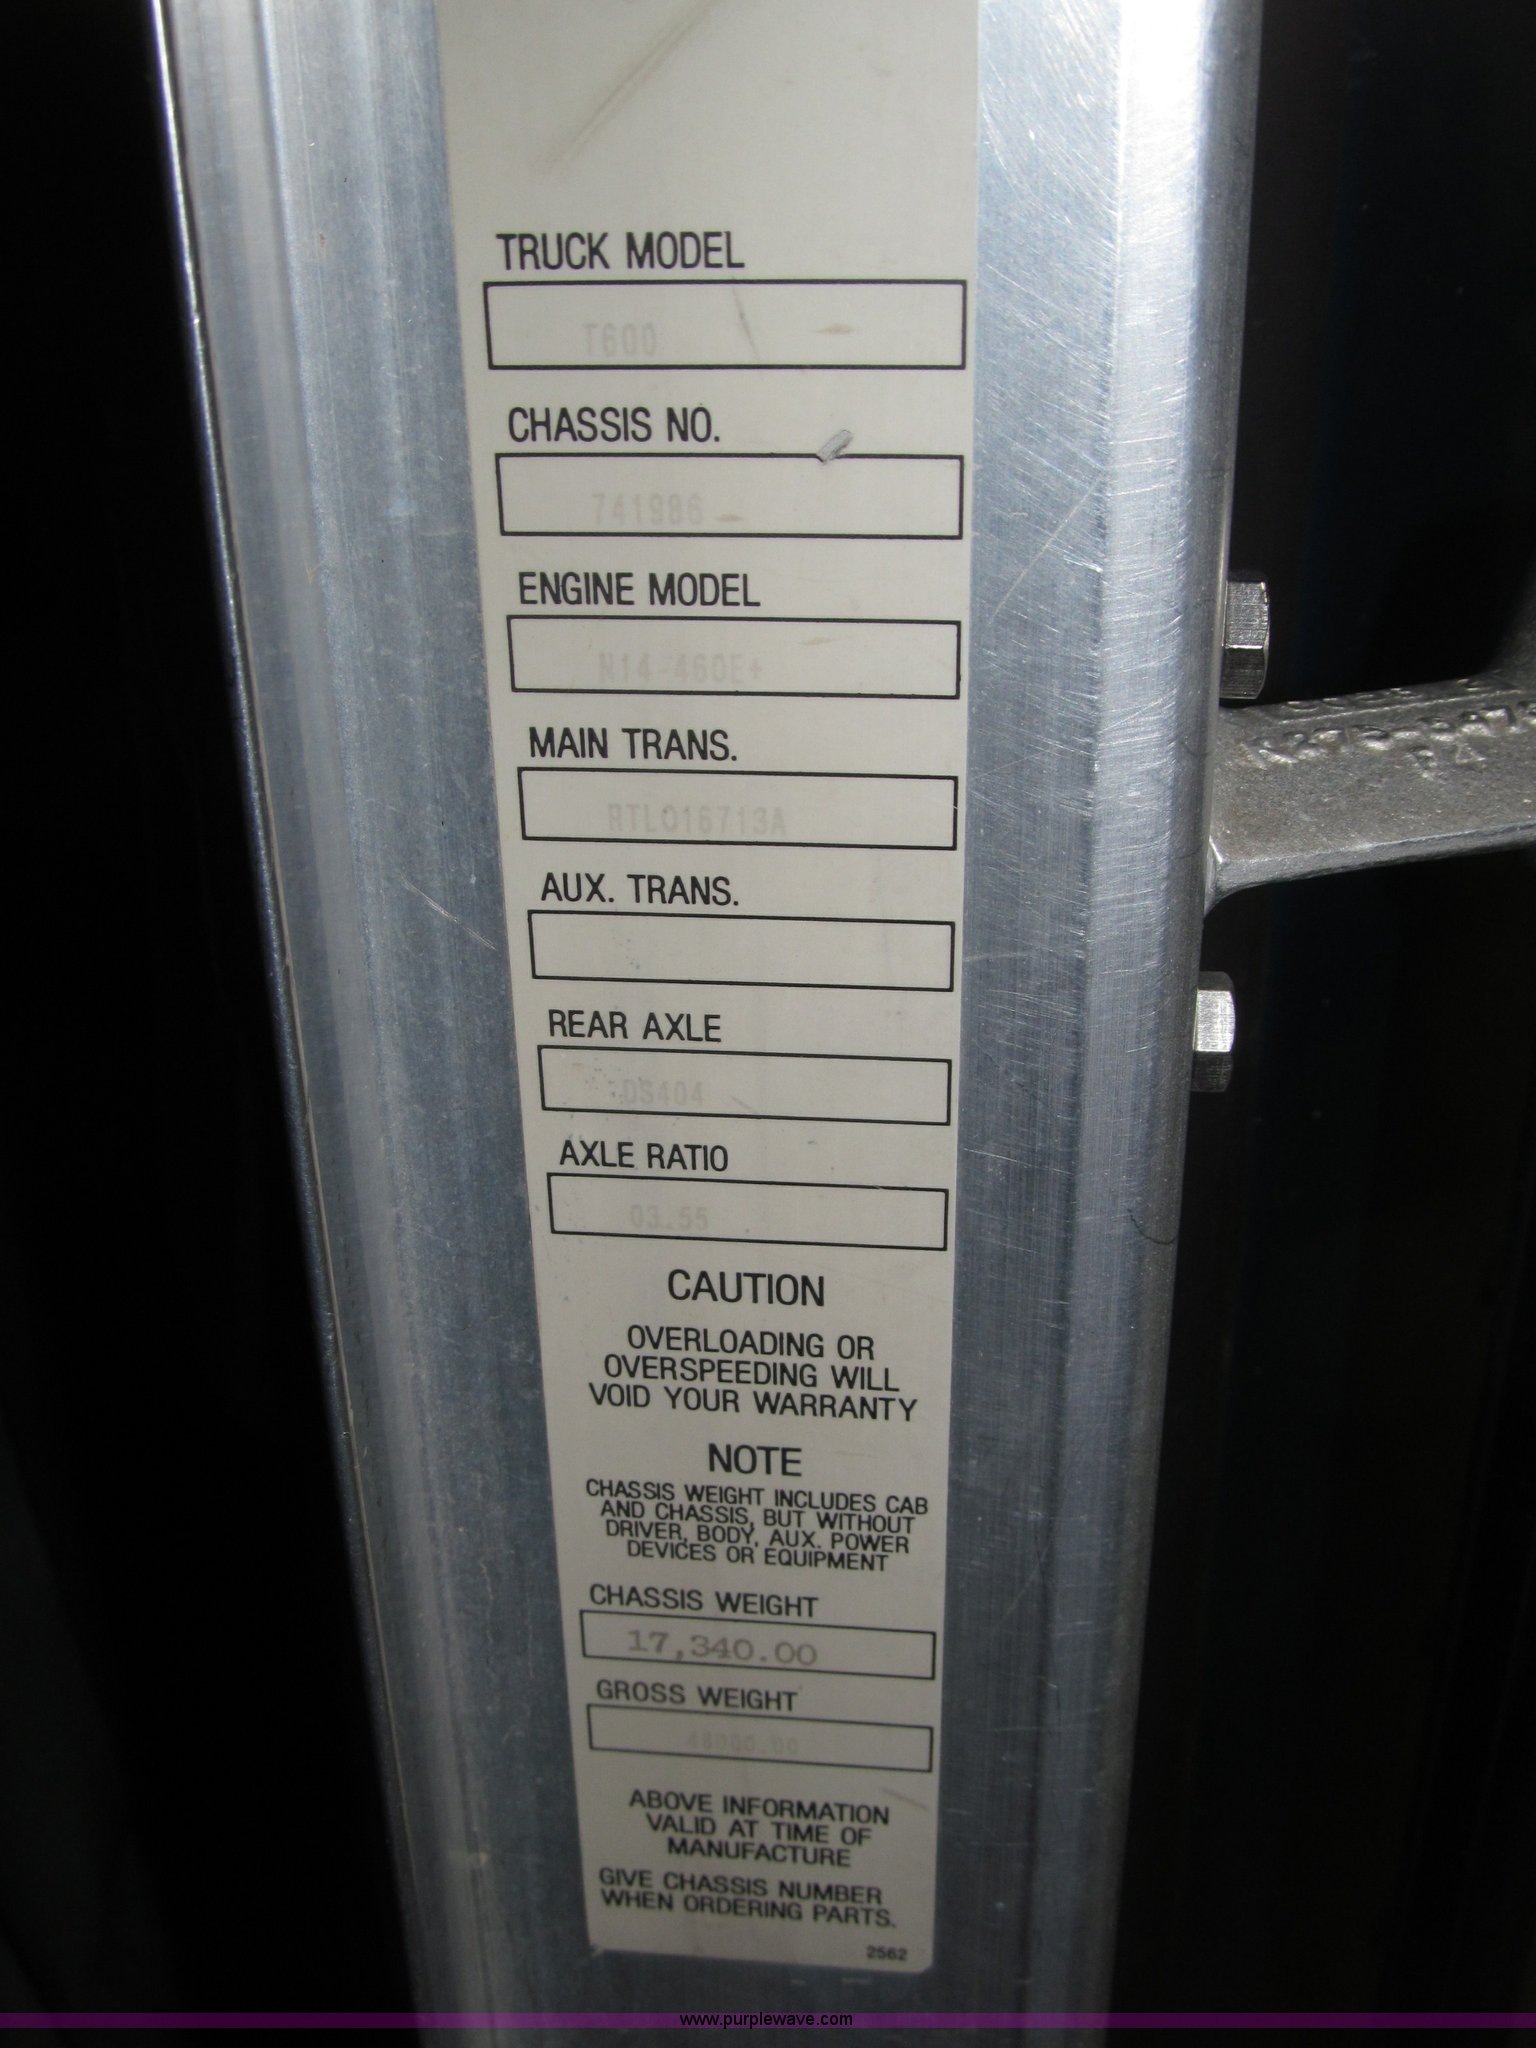 TRUCK MODEL
T600
CHASSIS NO.
741986
ENGINE MODEL
N14-460E+
MAIN TRANS.
RTLO16713A
AUX. TRANS.
REAR AXLE
DS404
AXLE RATIO
03.55
CAUTION
OVERLOADING OR
OVERSPEEDING WILL
VOID YOUR WARRANTY
NOTE
CHASSIS WEIGHT INCLUDES CAB
AND CHASSIS, BUT WITHOUT
DRIVER, BODY, AUX. POWER
DEVICES OR EQUIPMENT
CHASSIS WEIGHT
17,340.00
GROSS WEIGHT
ABOVE INFORMATION
VALID AT TIME OF
MANUFACTURE
GIVE CHASSIS NUMBER
WHEN ORDERING PARTS.
2562
www.purplewave.com